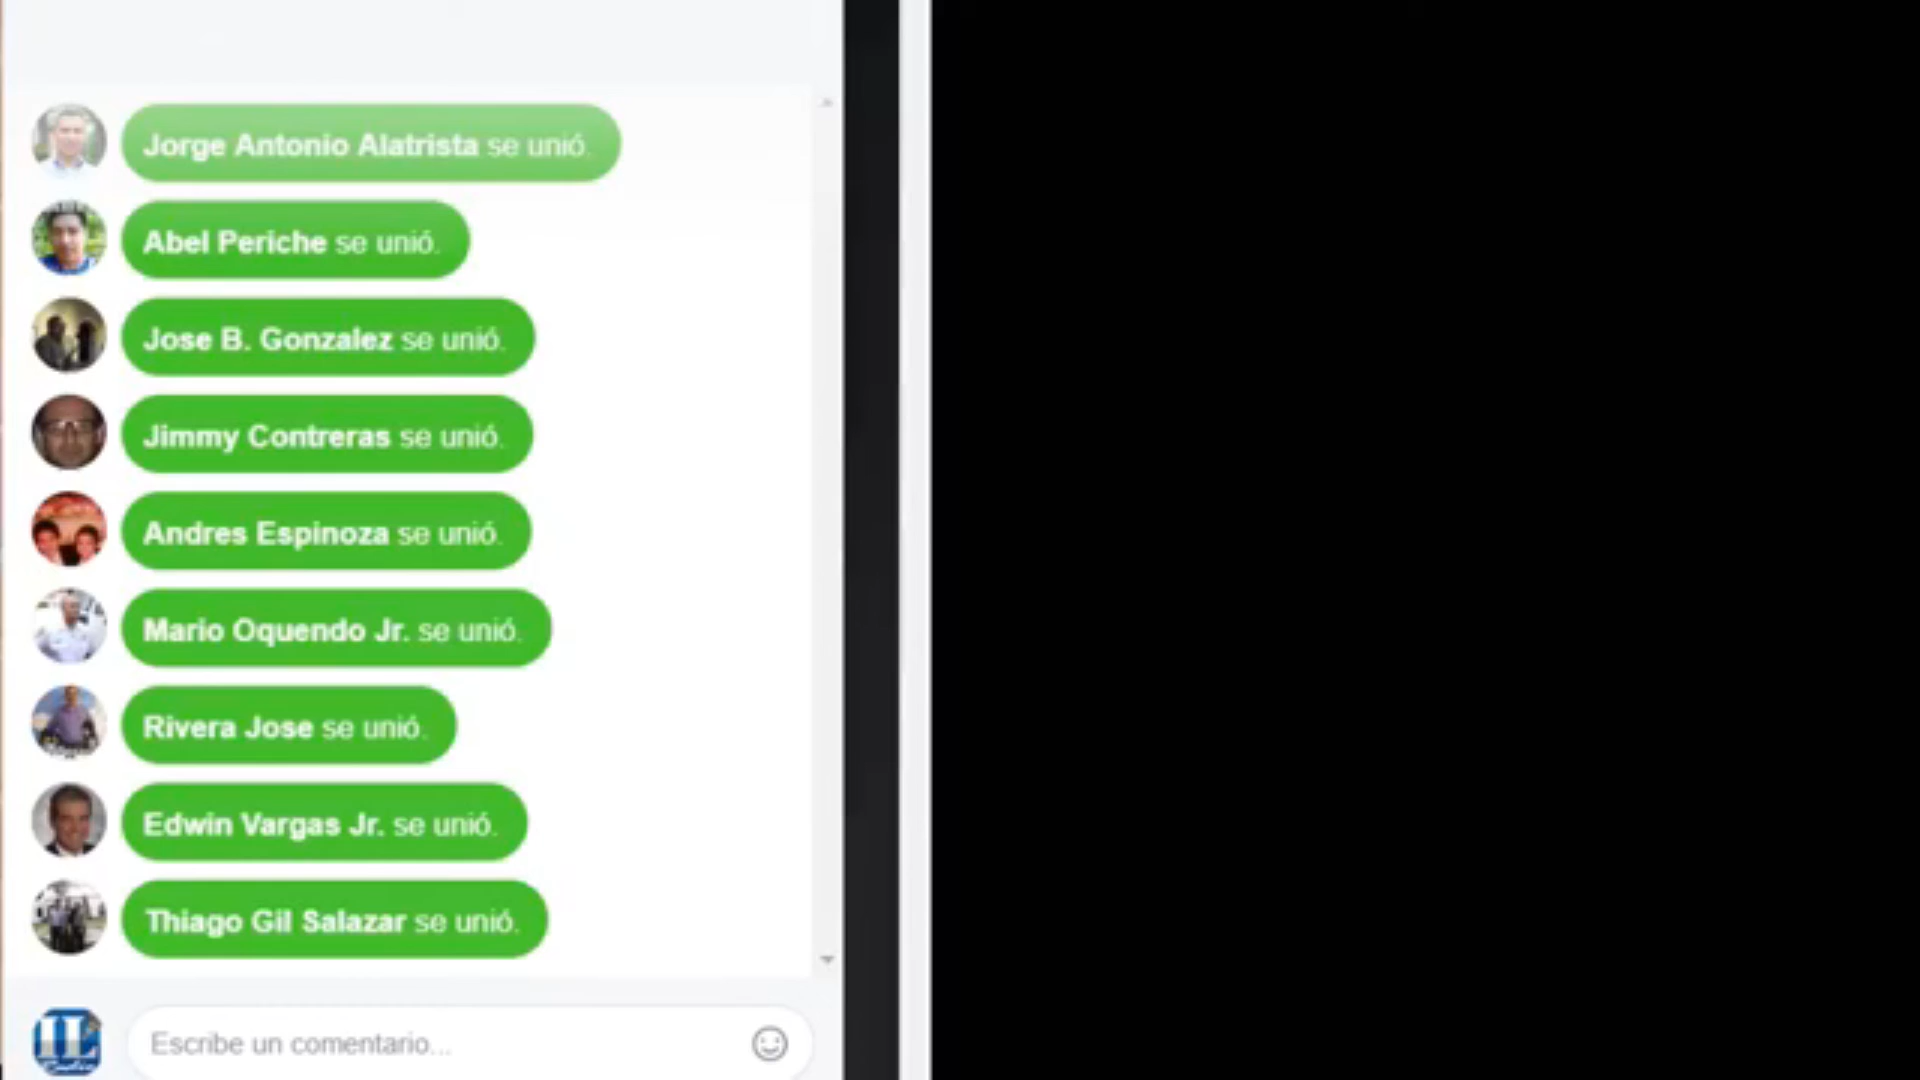 Jorge Antonio Alatrista se unió.
Abel Periche se unió.
Jose B. Gonzalez se unió.
Jimmy Contreras se unió.
Andres Espinoza se unió.
Mario Oquendo Jr. se unió.
Rivera Jose se unió.
Edwin Vargas Jr. se unió.
Thiago Gil Salazar se unió.
Escribe un comentario...